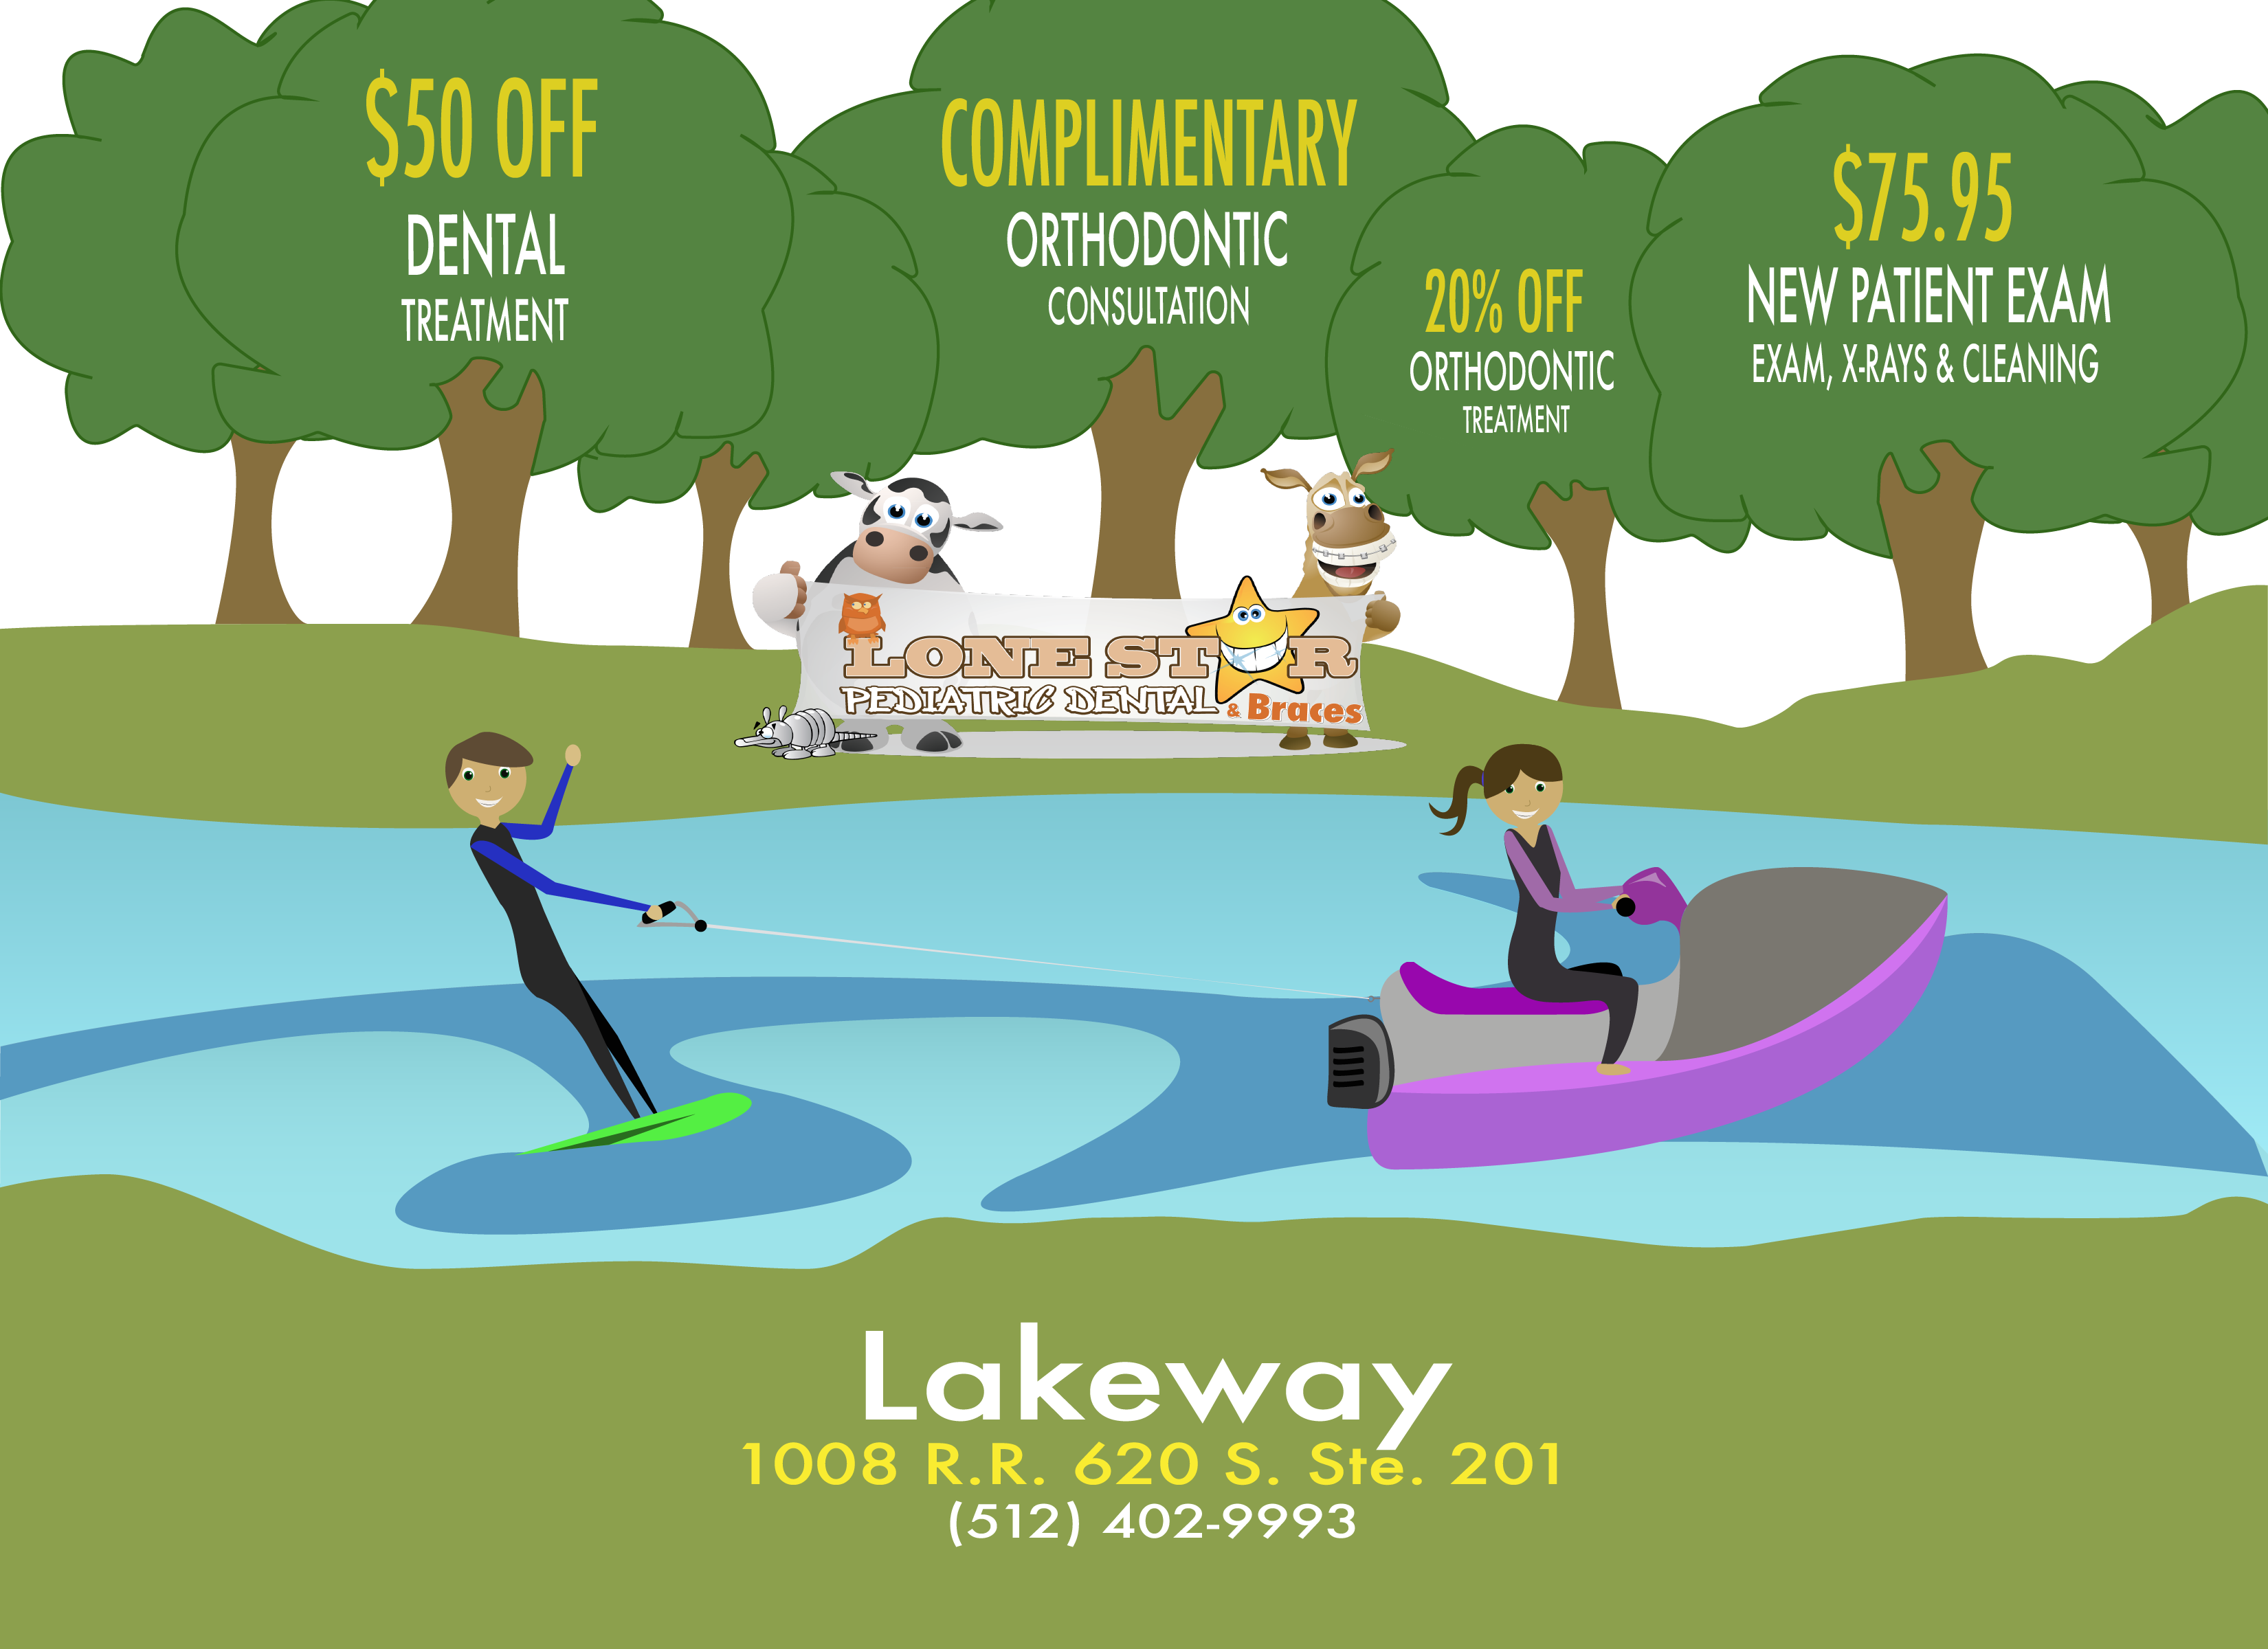 $50 OFF
DENTAL
TREATMENT
COMPLIMENTARY
ORTHODONTIC
CONSULTATION
20% OFF
ORTHODONTIC
TREATMENT
$75.95
NEW PATIENT EXAM
EXAM, X-RAYS & CLEANING
LONE STAR
PEDIATRIC DENTAL
& Braces
Lakeway
1008 R.R. 620 S. Ste. 201
(512) 402-9993